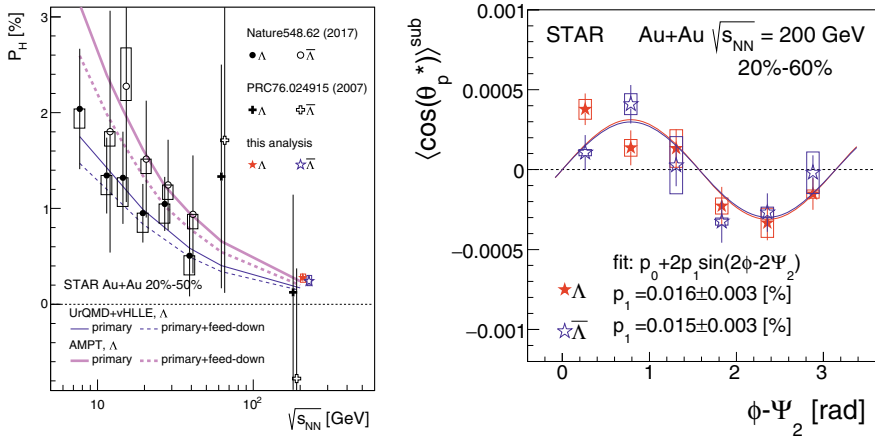 P_H [%]
3
2
1
0
Nature548.62 (2017)
Λ Λ̅
PRC76.024915 (2007)
Λ Λ̅
this analysis
Λ Λ̅
STAR Au+Au 20%-50%
UrQMD+vHLLE, Λ
primary primary+feed-down
AMPT, Λ
primary primary+feed-down
10 10²
√s_NN [GeV]
⟨cos(θ_p*)⟩^sub
0.001
0.0005
0
−0.0005
−0.001
STAR Au+Au √s_NN = 200 GeV
20%-60%
fit: p_0+2p_1sin(2ϕ-2Ψ_2)
Λ p_1=0.016±0.003 [%]
Λ̅ p_1=0.015±0.003 [%]
0 1 2 3
ϕ-Ψ_2 [rad]